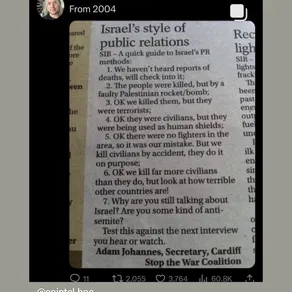 From 2004
Israel's style of
public relations
SIR – A quick guide to Israel's PR
methods:
1. We haven't heard reports of
deaths, will check into it;
2. The people were killed, but by a
faulty Palestinian rocket/bomb;
3. OK we killed them, but they
were terrorists;
4. OK they were civilians, but they
were being used as human shields;
5. OK there were no fighters in the
area, so it was our mistake. But we
kill civilians by accident, they do it
on purpose;
6. OK we kill far more civilians
than they do, but look at how terrible
other countries are!
7. Why are you still talking about
Israel? Are you some kind of anti-
semite?
Test this against the next interview
you hear or watch.
Adam Johannes, Secretary, Cardiff
Stop the War Coalition
11 2,055 3,764 60.8K